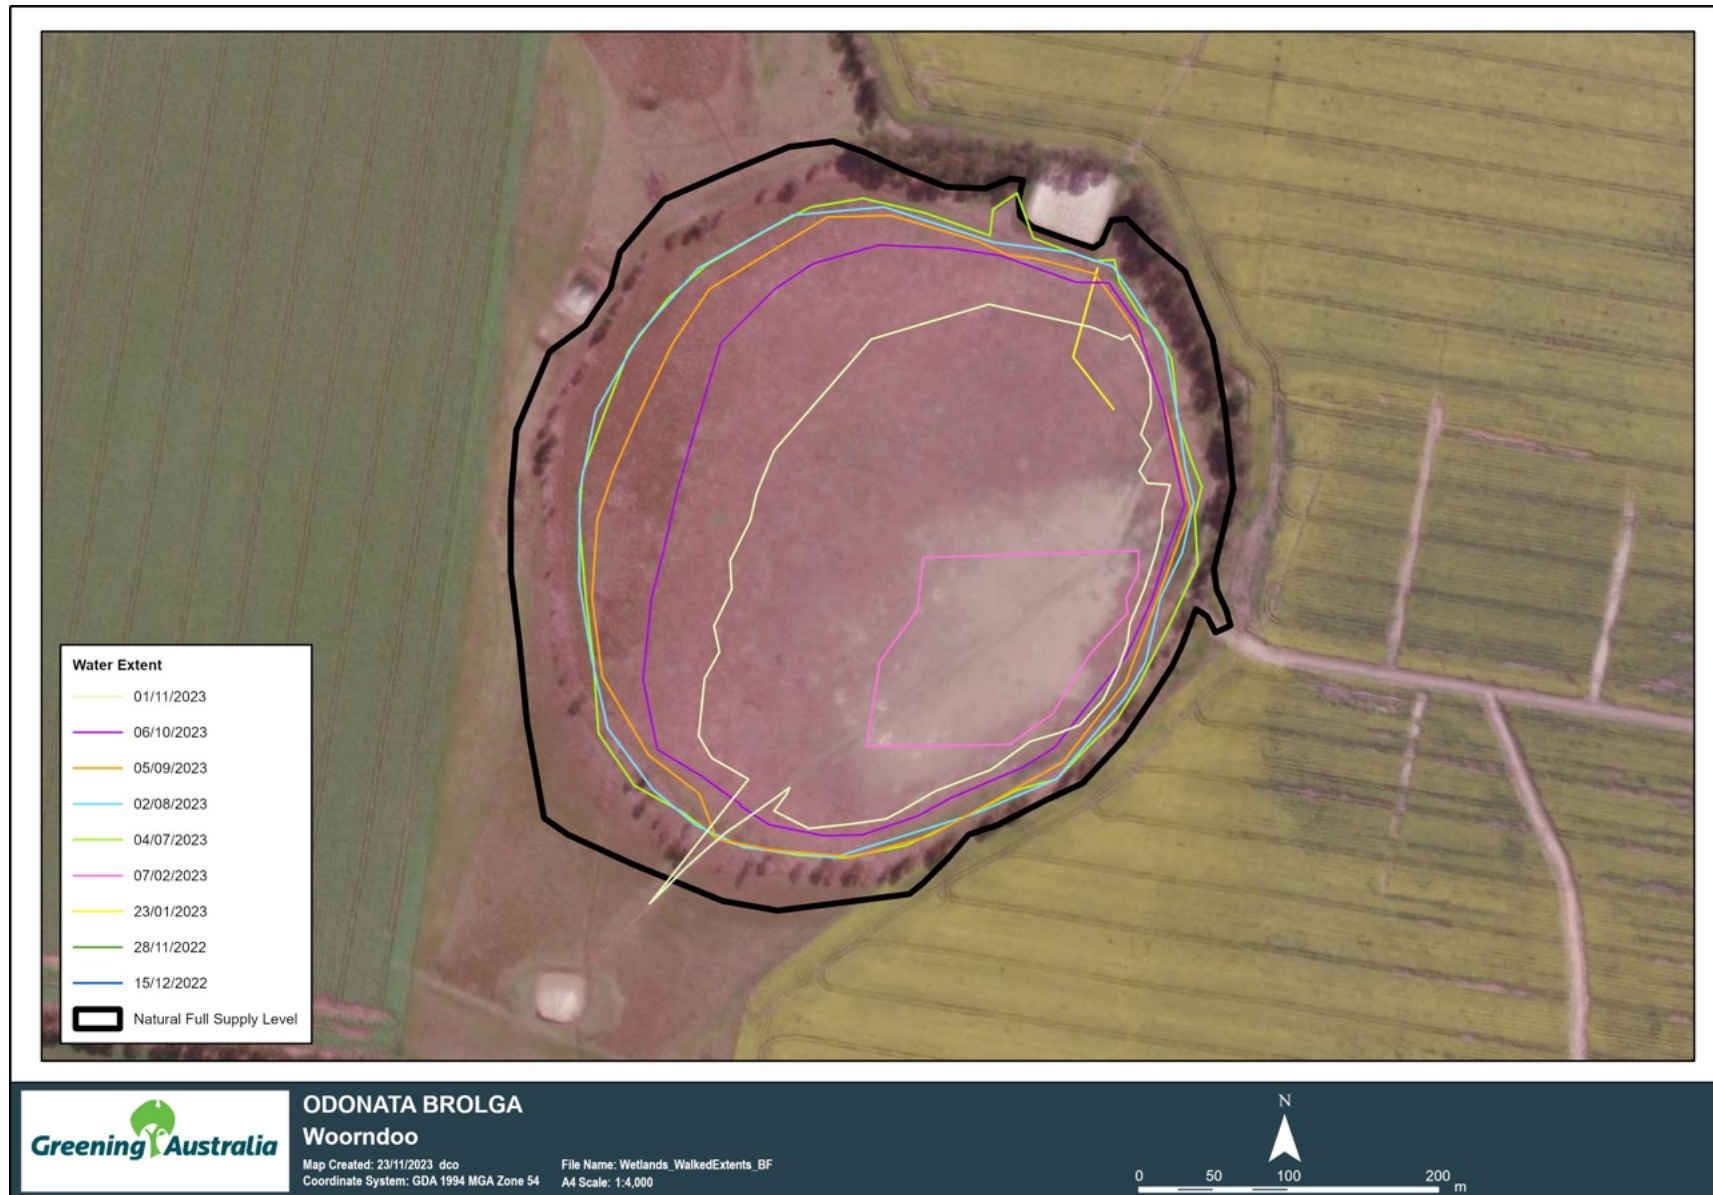 Water Extent
01/11/2023
06/10/2023
05/09/2023
02/08/2023
04/07/2023
07/02/2023
23/01/2023
28/11/2022
15/12/2022
Natural Full Supply Level
Greening Australia
ODONATA BROLGA
Woorndoo
Map Created: 23/11/2023 dco
Coordinate System: GDA 1994 MGA Zone 54
File Name: Wetlands_WalkedExtents_BF
A4 Scale: 1:4,000
N
0 50 100 200
m